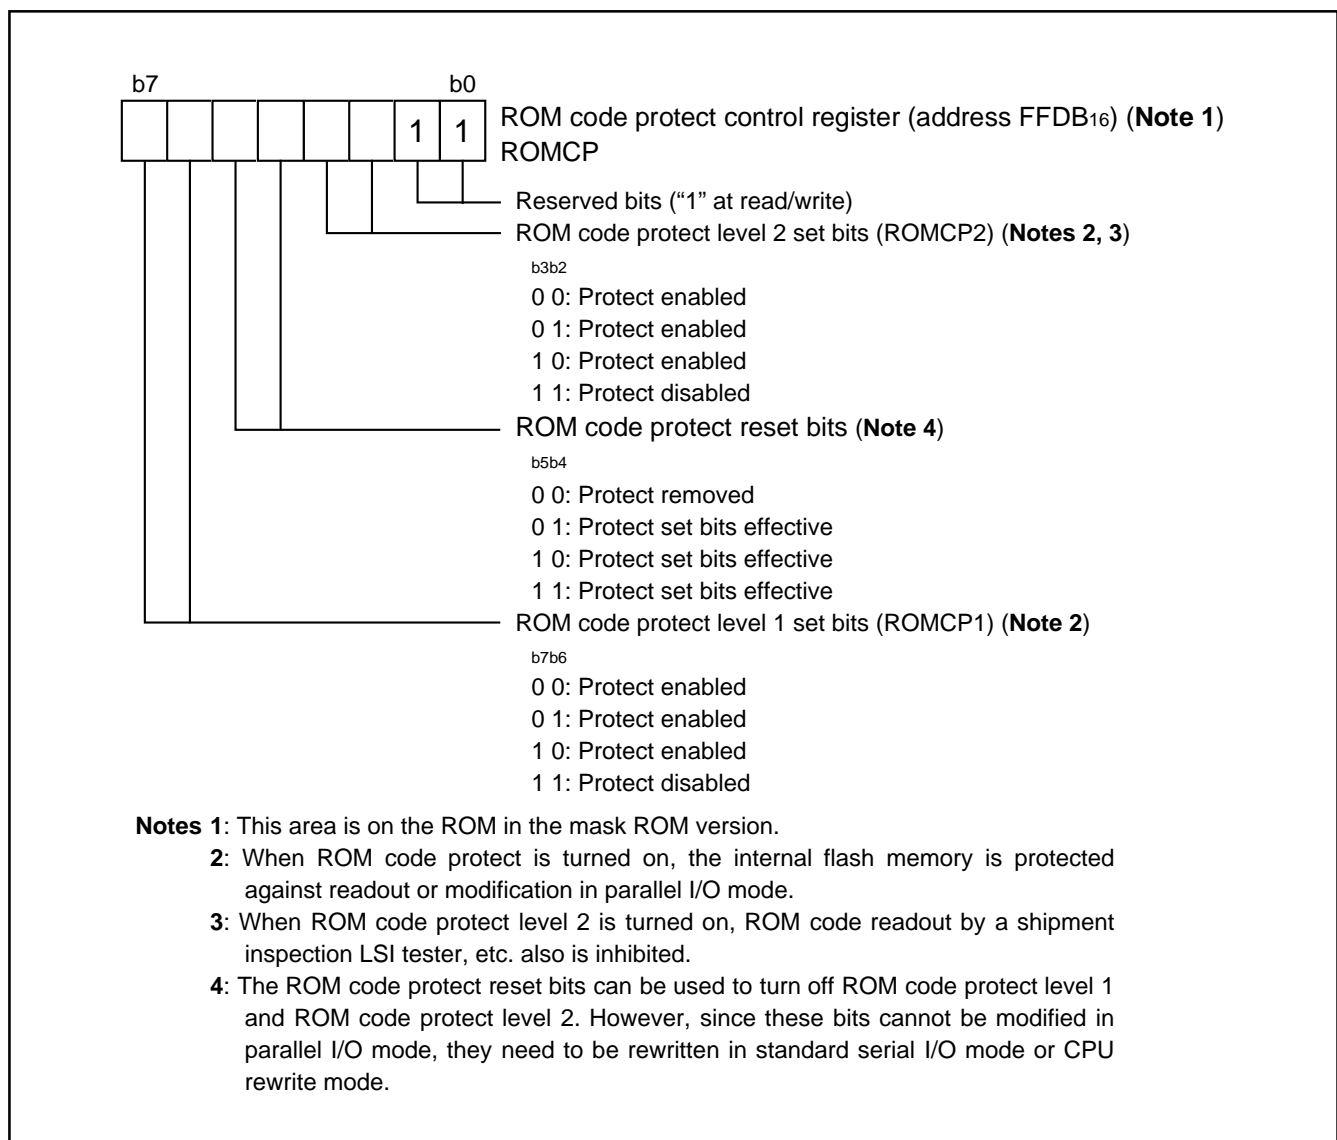 b7 b0
1 1
ROM code protect control register (address FFDB16) (Note 1)
ROMCP
Reserved bits (“1” at read/write)
ROM code protect level 2 set bits (ROMCP2) (Notes 2, 3)
b3b2
0 0: Protect enabled
0 1: Protect enabled
1 0: Protect enabled
1 1: Protect disabled
ROM code protect reset bits (Note 4)
b5b4
0 0: Protect removed
0 1: Protect set bits effective
1 0: Protect set bits effective
1 1: Protect set bits effective
ROM code protect level 1 set bits (ROMCP1) (Note 2)
b7b6
0 0: Protect enabled
0 1: Protect enabled
1 0: Protect enabled
1 1: Protect disabled
Notes 1: This area is on the ROM in the mask ROM version.
2: When ROM code protect is turned on, the internal flash memory is protected
against readout or modification in parallel I/O mode.
3: When ROM code protect level 2 is turned on, ROM code readout by a shipment
inspection LSI tester, etc. also is inhibited.
4: The ROM code protect reset bits can be used to turn off ROM code protect level 1
and ROM code protect level 2. However, since these bits cannot be modified in
parallel I/O mode, they need to be rewritten in standard serial I/O mode or CPU
rewrite mode.